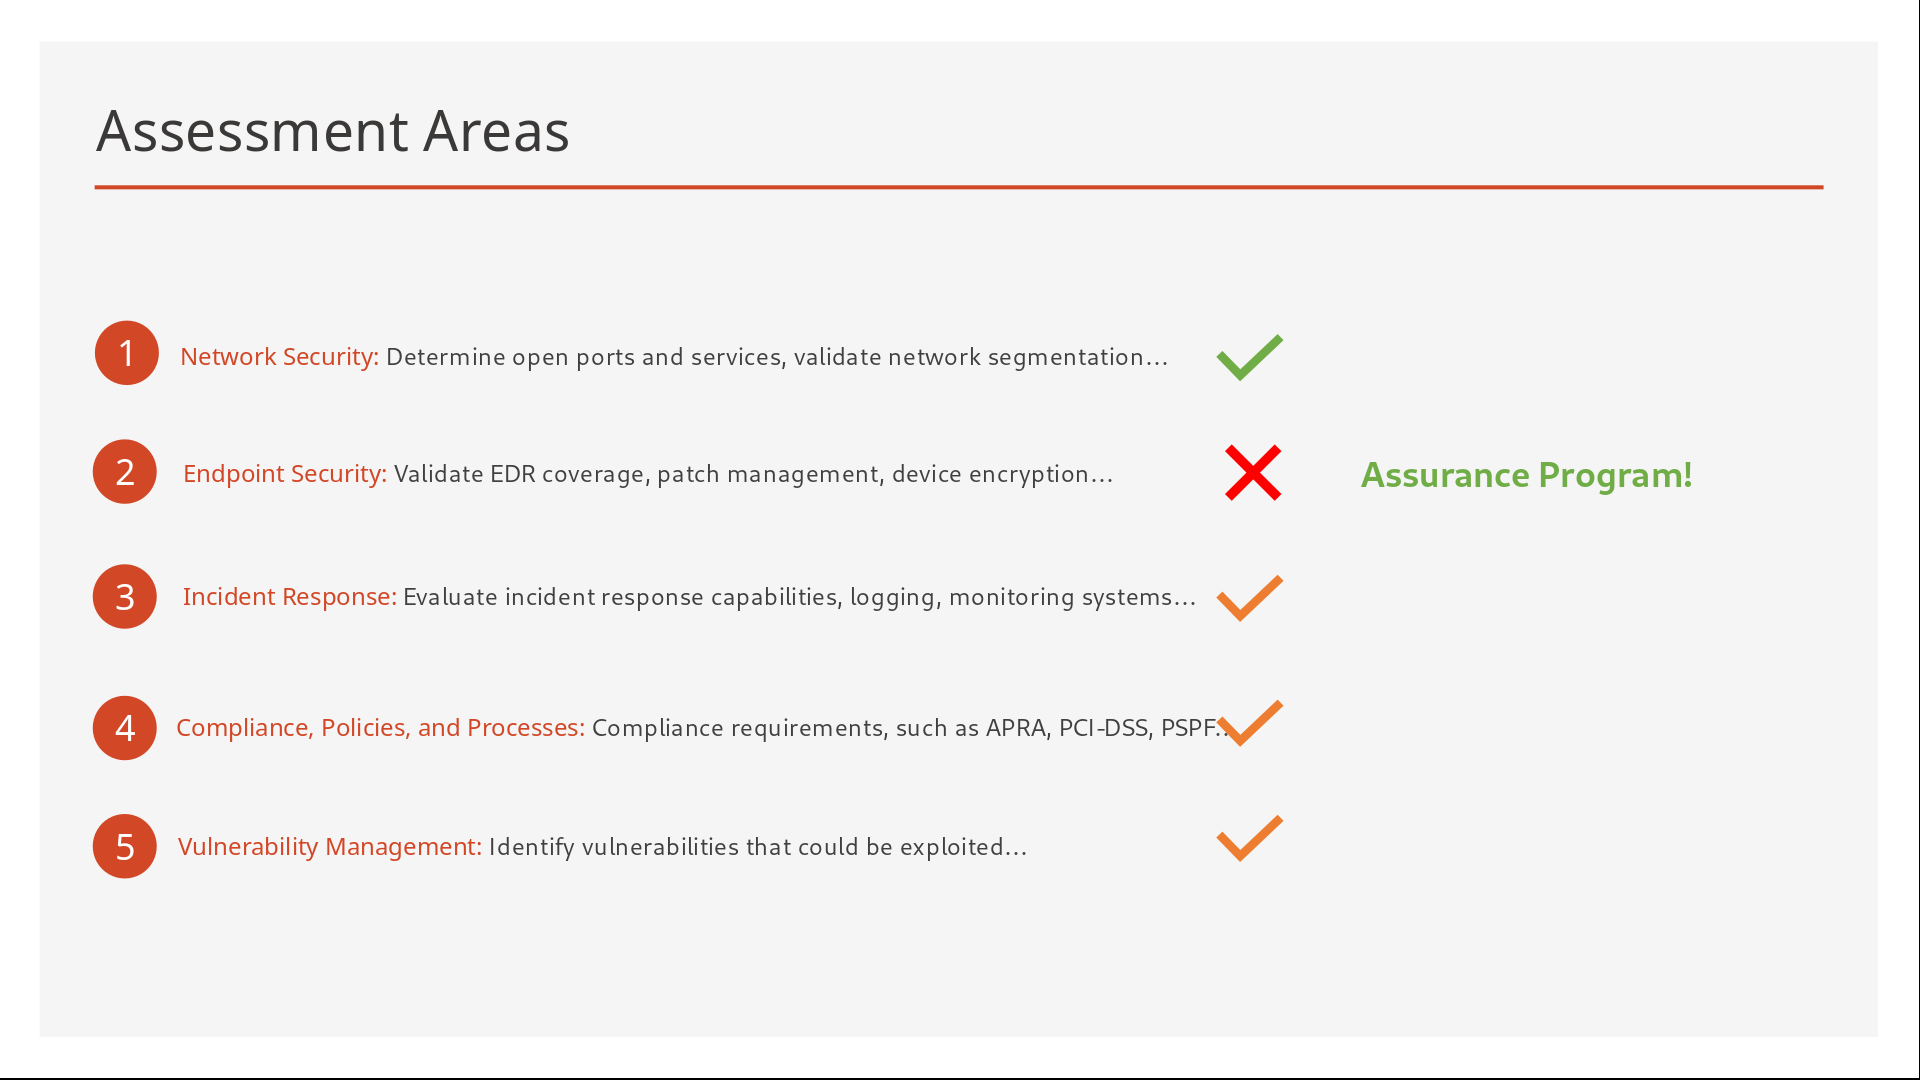 Assessment Areas
1 Network Security: Determine open ports and services, validate network segmentation…
2 Endpoint Security: Validate EDR coverage, patch management, device encryption…
Assurance Program!
3 Incident Response: Evaluate incident response capabilities, logging, monitoring systems…
4 Compliance, Policies, and Processes: Compliance requirements, such as APRA, PCI-DSS, PSPF…
5 Vulnerability Management: Identify vulnerabilities that could be exploited…